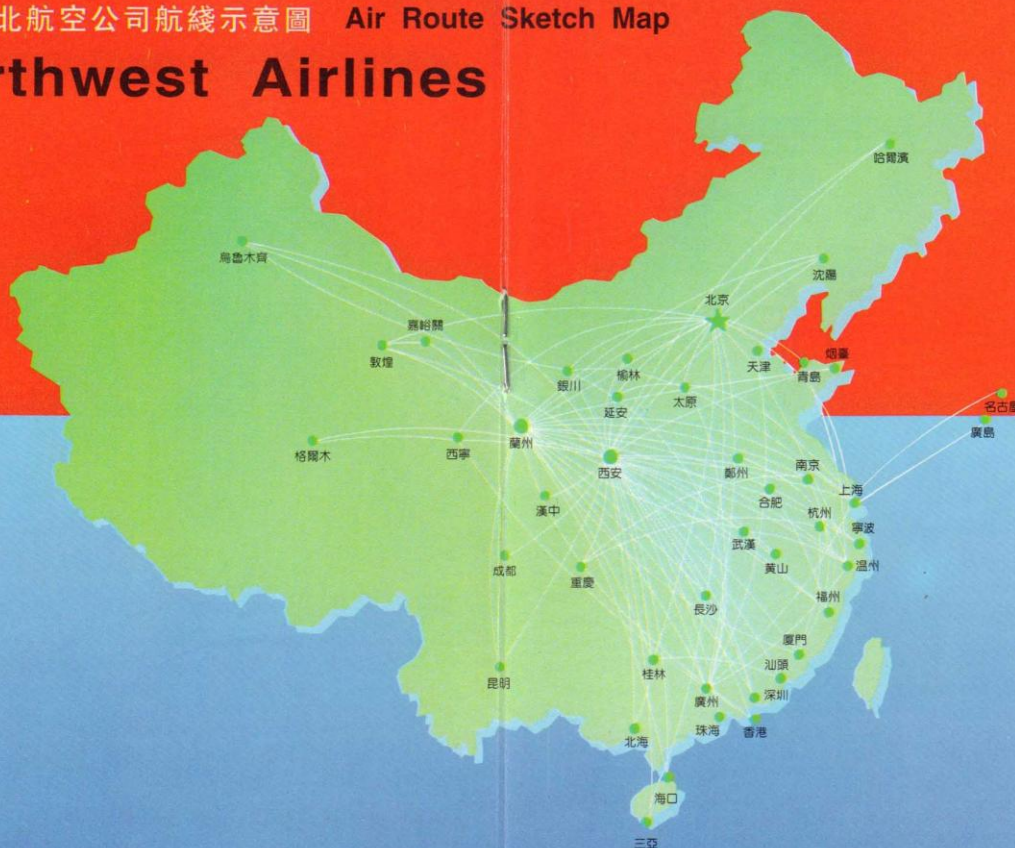 北航空公司航綫示意圖 Air Route Sketch Map
rthwest Airlines
哈爾濱
烏魯木齊
沈陽
北京
嘉峪關
敦煌
天津
烟臺
青島
榆林
銀川
延安
太原
名古屋
廣島
蘭州
格爾木
西寧
西安
鄭州
南京
合肥
上海
漢中
杭州
寧波
武漢
黄山
温州
成都
重慶
福州
長沙
厦門
桂林
汕頭
昆明
深圳
廣州
珠海
香港
北海
海口
三亞